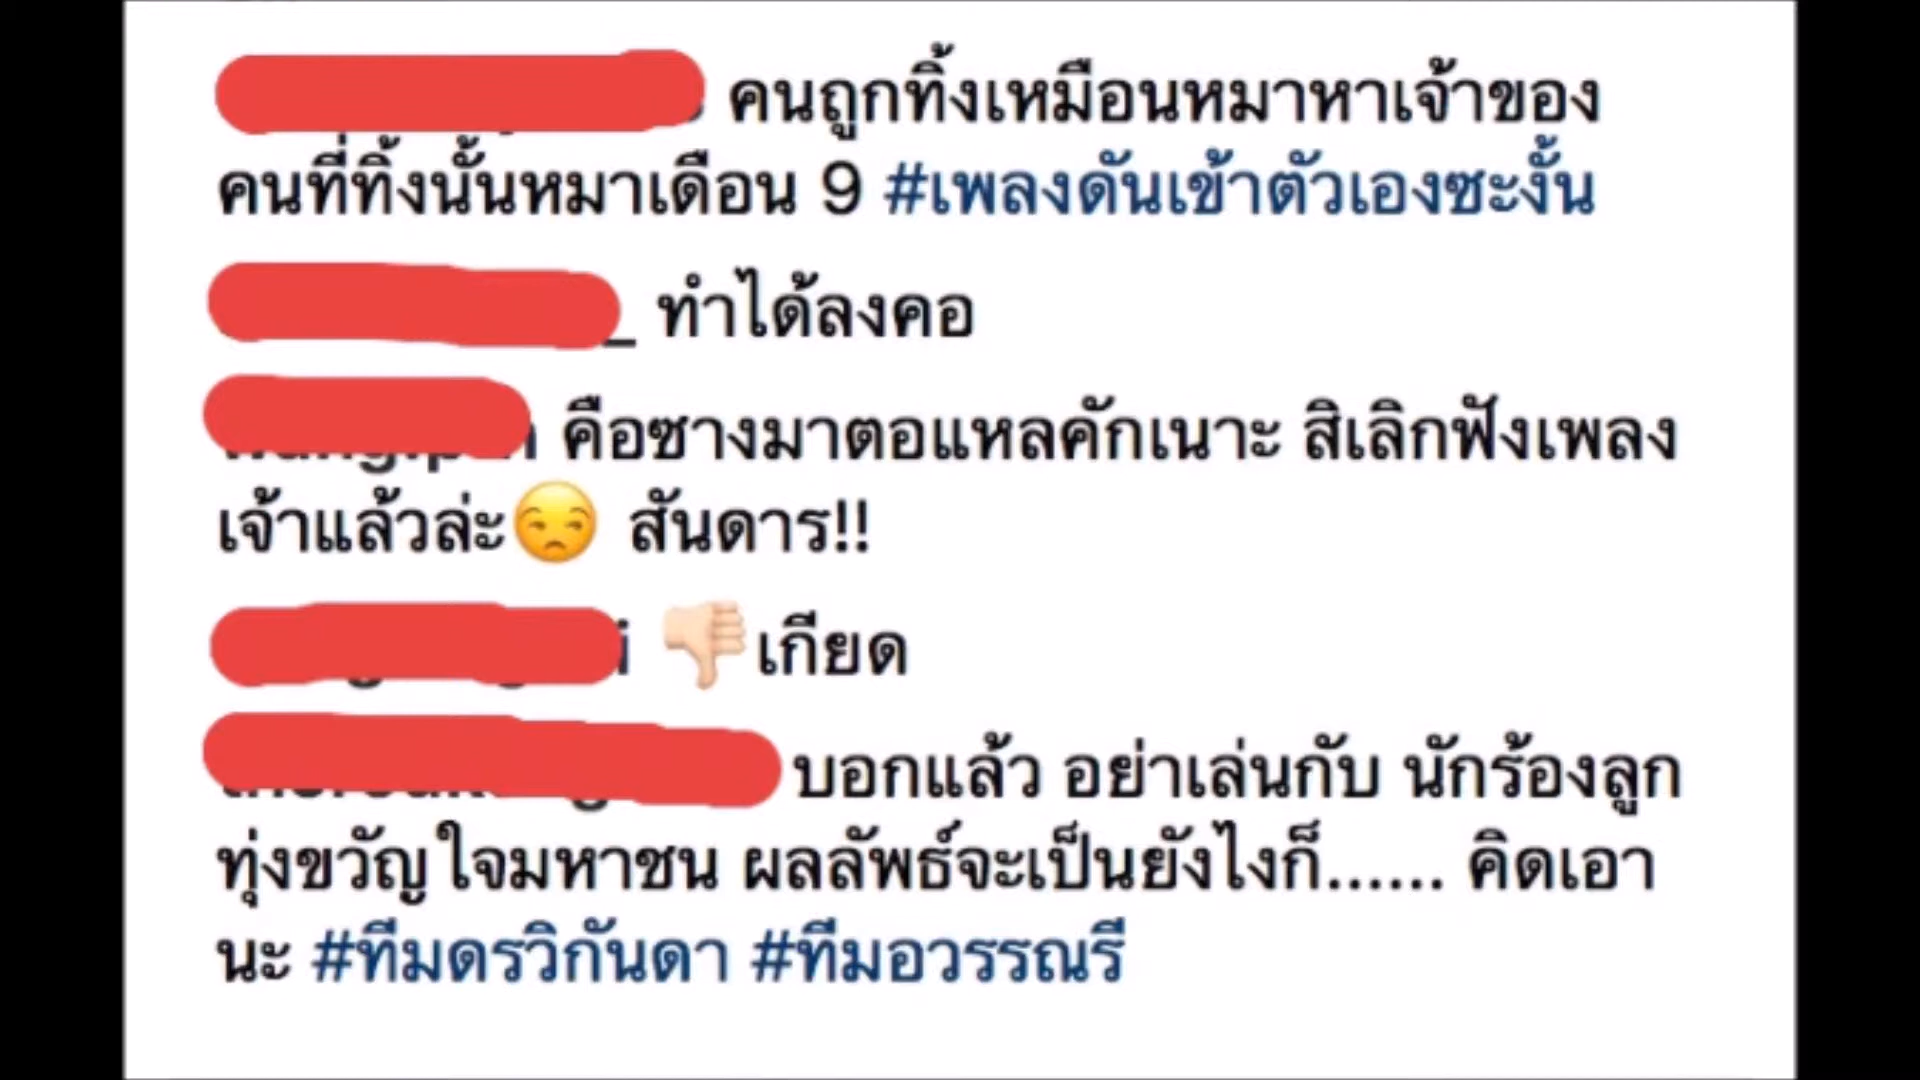 คนถูกทิ้งเหมือนหมาหาเจ้าของ
คนที่ทิ้งนั้นหมาเดือน 9 #เพลงดันเข้าตัวเองซะงั้น
_ ทำได้ลงคอ
คือซางมาตอแหลคักเนาะ สิเลิกฟังเพลง
เจ้าแล้วล่ะ😒 สันดาร!!
👎🏻เกียด
บอกแล้ว อย่าเล่นกับ นักร้องลูก
ทุ่งขวัญใจมหาชน ผลลัพธ์จะเป็นยังไงก็...... คิดเอา
นะ #ทีมดรวิกันดา #ทีมอวรรณรี